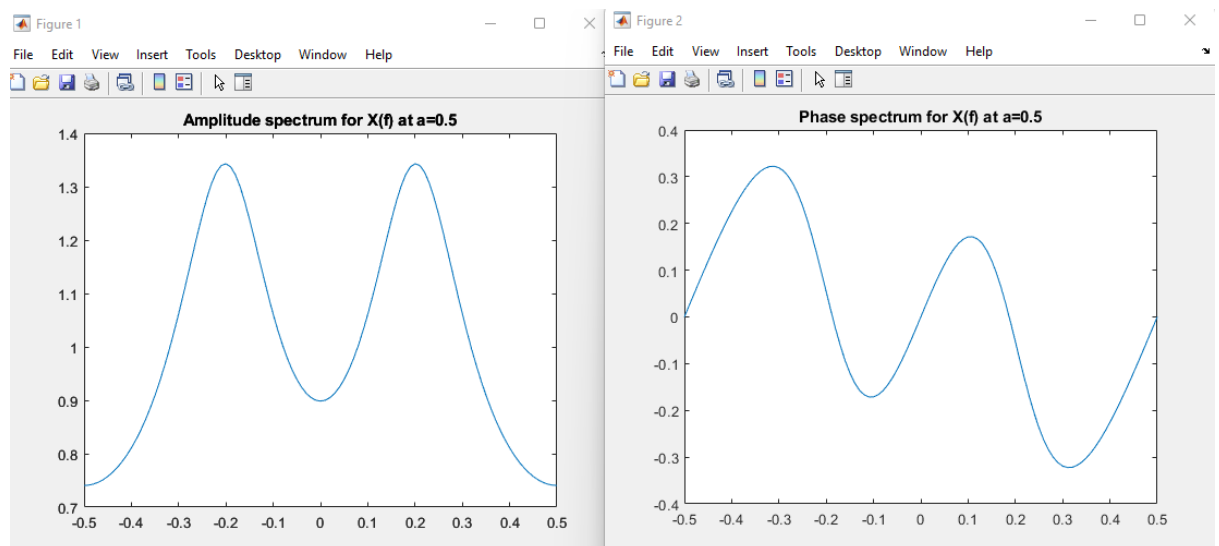 Figure 1
File Edit View Insert Tools Desktop Window Help
Amplitude spectrum for X(f) at a=0.5
1.4
1.3
1.2
1.1
1
0.9
0.8
0.7
-0.5 -0.4 -0.3 -0.2 -0.1 0 0.1 0.2 0.3 0.4 0.5
Figure 2
File Edit View Insert Tools Desktop Window Help
Phase spectrum for X(f) at a=0.5
0.4
0.3
0.2
0.1
0
-0.1
-0.2
-0.3
-0.4
-0.5 -0.4 -0.3 -0.2 -0.1 0 0.1 0.2 0.3 0.4 0.5